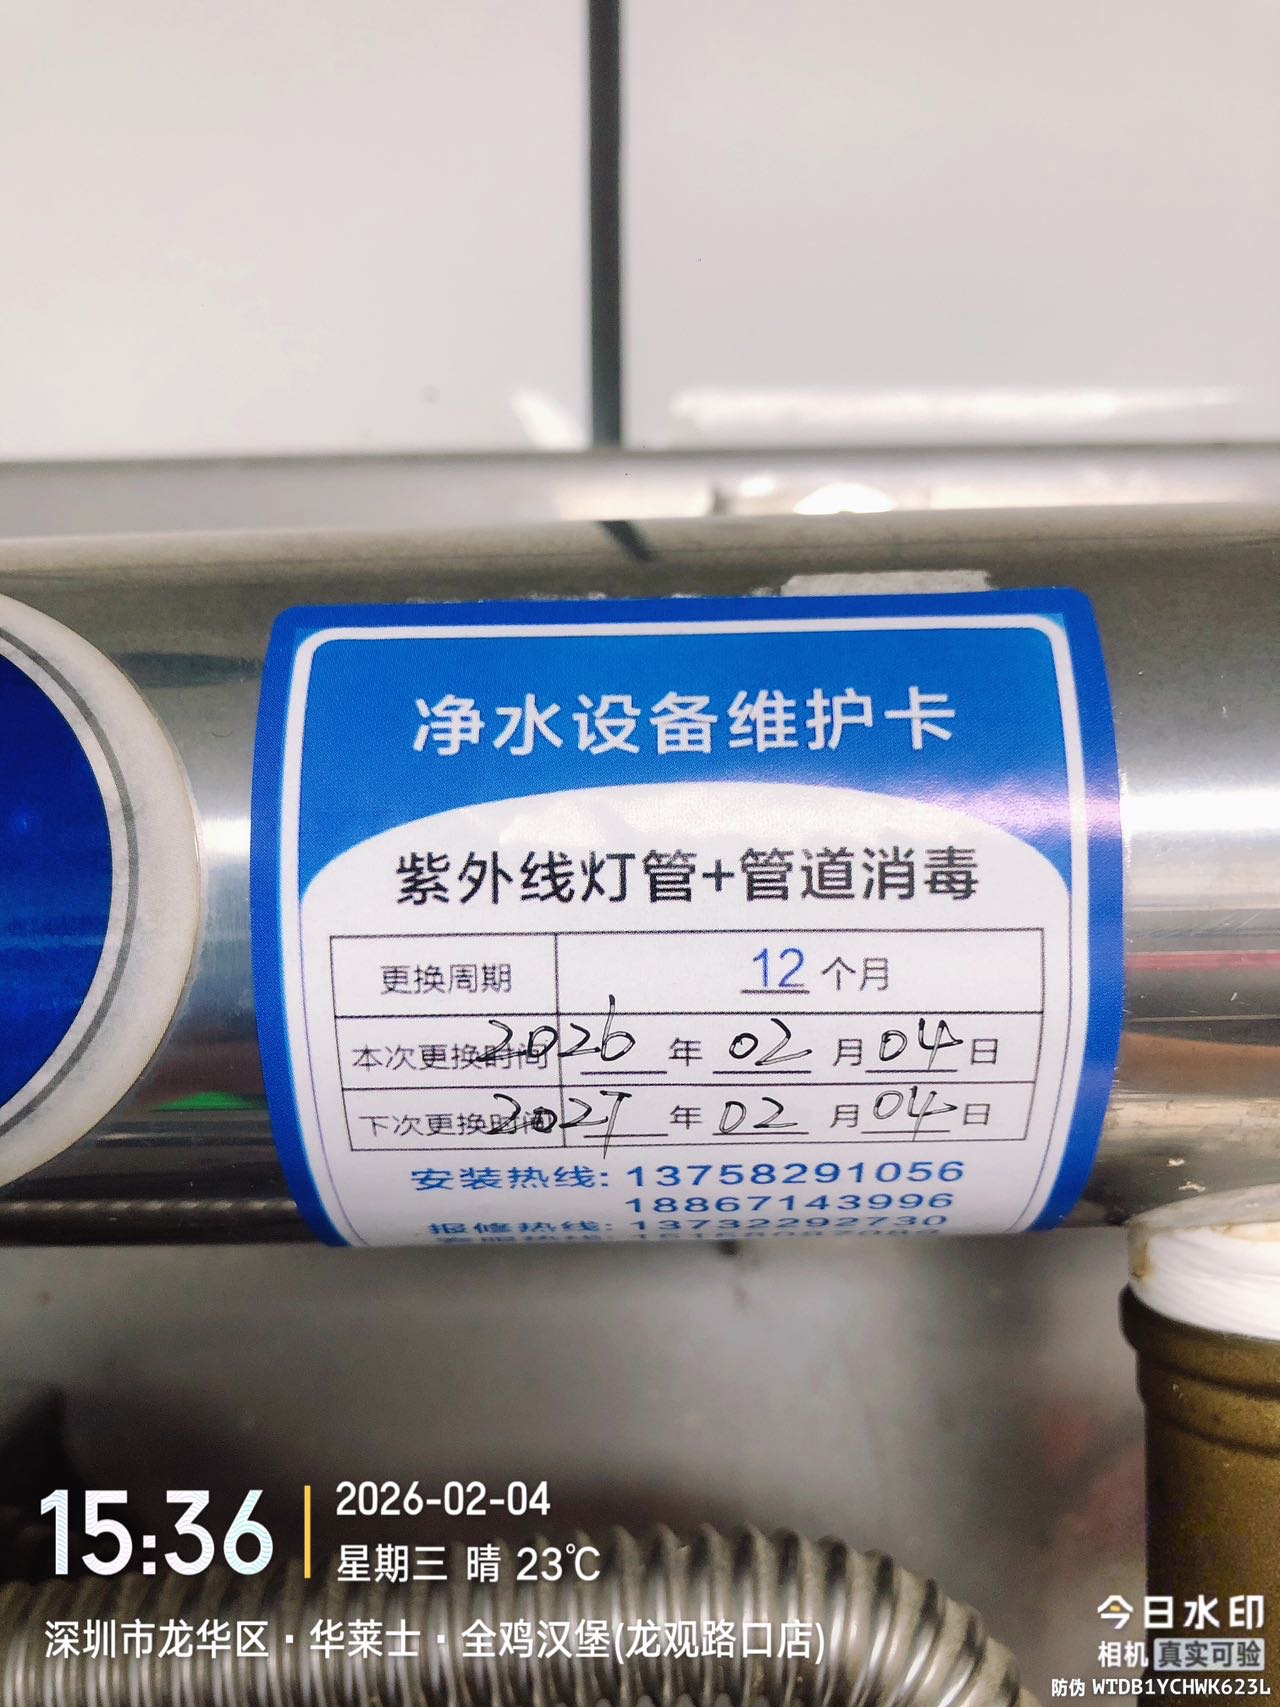 净水设备维护卡
紫外线灯管+管道消毒
更换周期 12 个月
本次更换时间 2026 年 02 月 04 日
下次更换时间 2027 年 02 月 04 日
安装热线: 13758291056
18867143996
报修热线: 13732292730
15:36
2026-02-04
星期三 晴 23℃
深圳市龙华区·华莱士·全鸡汉堡(龙观路口店)
今日水印
相机 真实可验
防伪 WTDB1YCHWK623L